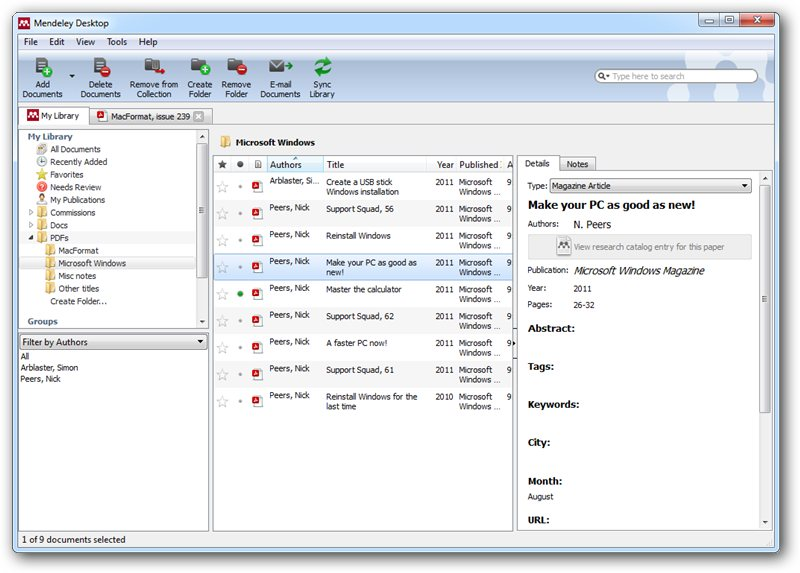 Mendeley Desktop
File Edit View Tools Help
Add Documents
Delete Documents
Remove from Collection
Create Folder
Remove Folder
E-mail Documents
Sync Library
Type here to search
My Library
MacFormat, issue 239
My Library
All Documents
Recently Added
Favorites
Needs Review
My Publications
Commissions
Docs
PDFs
MacFormat
Microsoft Windows
Misc notes
Other titles
Create Folder...
Groups
Filter by Authors
All
Arblaster, Simon
Peers, Nick
Microsoft Windows
Authors Title Year Published A
Arblaster, Si... Create a USB stick 2011 Microsoft 9
Windows installation Windows ...
Peers, Nick Support Squad, 56 2011 Microsoft 9
Windows ...
Peers, Nick Reinstall Windows 2011 Microsoft 9
Windows ...
Peers, Nick Make your PC as good as 2011 Microsoft 9
new! Windows ...
Peers, Nick Master the calculator 2011 Microsoft 9
Windows ...
Peers, Nick Support Squad, 62 2011 Microsoft 9
Windows ...
Peers, Nick A faster PC now! 2011 Microsoft 9
Windows ...
Peers, Nick Support Squad, 61 2011 Microsoft 9
Windows ...
Peers, Nick Reinstall Windows for the 2010 Microsoft 9
last time Windows ...
Details Notes
Type: Magazine Article
Make your PC as good as new!
Authors: N. Peers
View research catalog entry for this paper
Publication: Microsoft Windows Magazine
Year: 2011
Pages: 26-32
Abstract:
Tags:
Keywords:
City:
Month:
August
URL:
1 of 9 documents selected